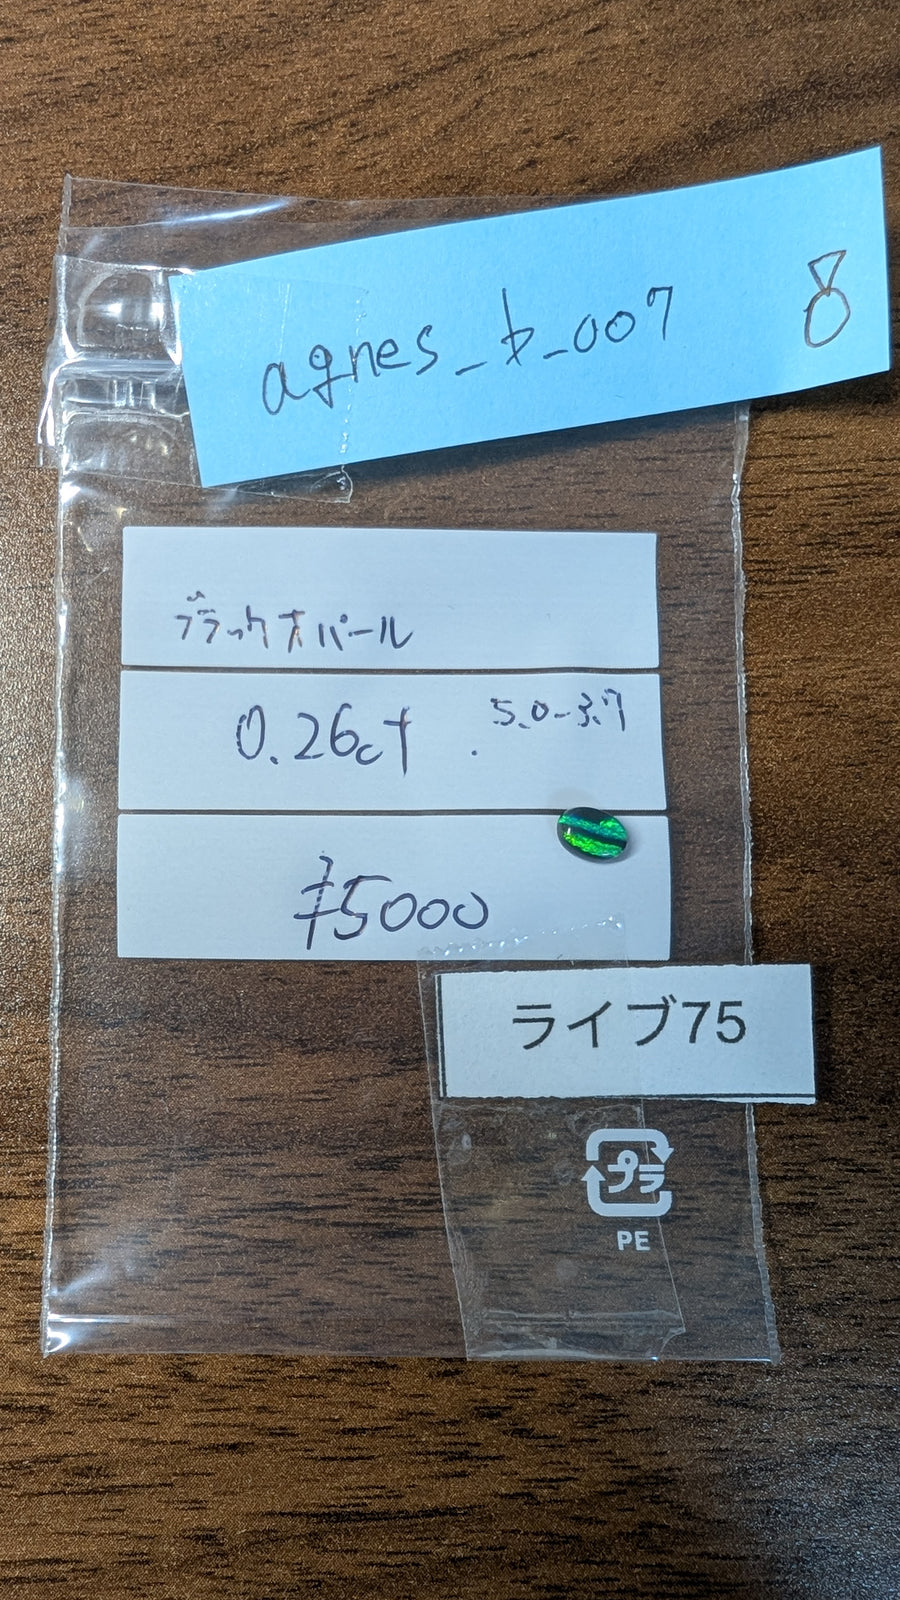 agnes_b_007 8
ブラックオパール
0.26ct 5.0-3.7
¥5000
ライブ75
プラ
PE